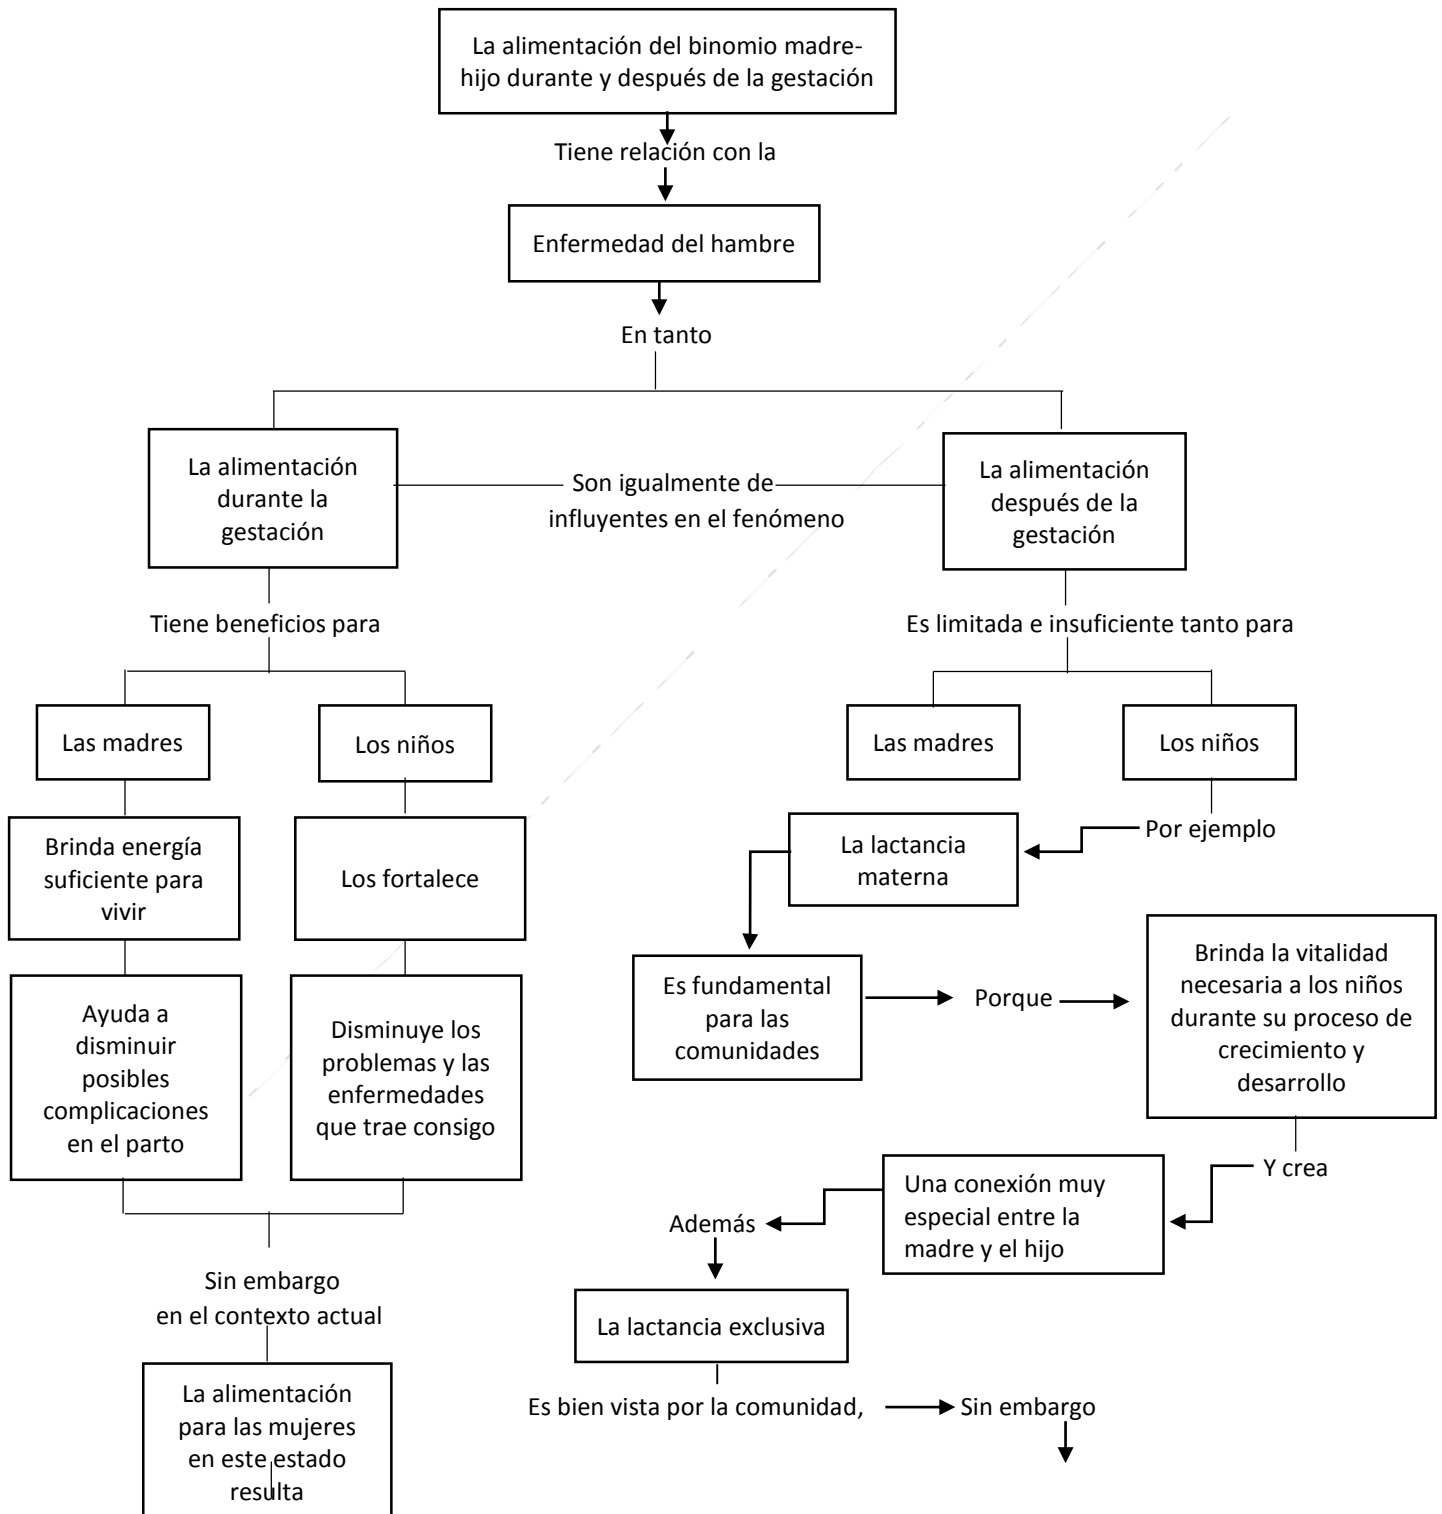 La alimentación del binomio madre-
hijo durante y después de la gestación
Tiene relación con la
Enfermedad del hambre
En tanto
La alimentación
durante la
gestación
Son igualmente de
influyentes en el fenómeno
La alimentación
después de la
gestación
Tiene beneficios para
Es limitada e insuficiente tanto para
Las madres
Los niños
Las madres
Los niños
Brinda energía
suficiente para
vivir
Los fortalece
Por ejemplo
La lactancia
materna
Ayuda a
disminuir
posibles
complicaciones
en el parto
Disminuye los
problemas y las
enfermedades
que trae consigo
Es fundamental
para las
comunidades
Porque
Brinda la vitalidad
necesaria a los niños
durante su proceso de
crecimiento y
desarrollo
Y crea
Una conexión muy
especial entre la
madre y el hijo
Además
Sin embargo
en el contexto actual
La lactancia exclusiva
La alimentación
para las mujeres
en este estado
resulta
Es bien vista por la comunidad,
Sin embargo